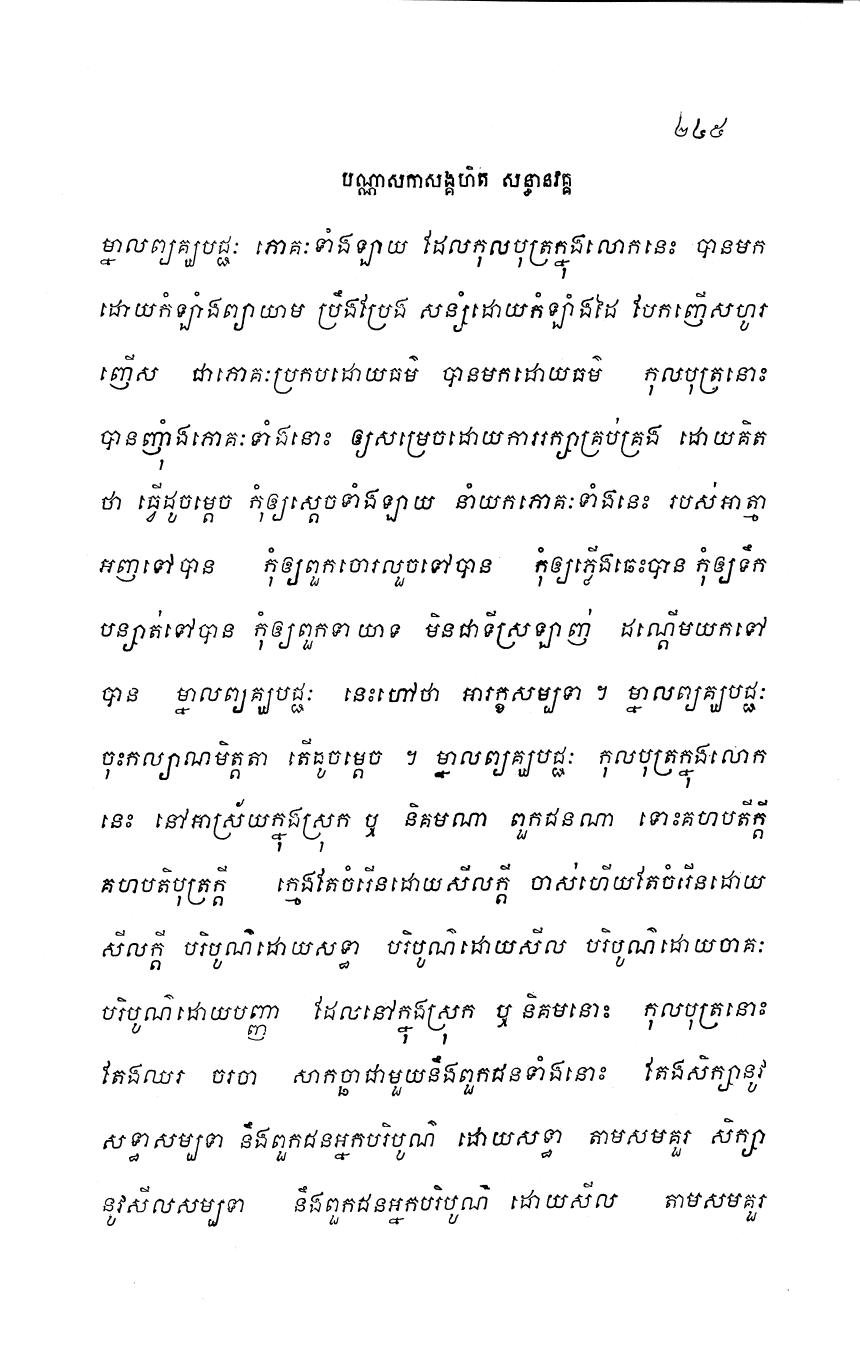 ២៤៥
បណ្ណាសកាសង្គហិត សន្ធានវគ្គ
ម្នាលព្យគ្ឃបជ្ជៈ ភោគៈទាំងឡាយ ដែលកុលបុត្រក្នុងលោកនេះ បានមក
ដោយកំឡាំងព្យាយាម ប្រឹងប្រែង សន្សំដោយកំឡាំងដៃ បែកញើសហូរ
ញើស ជាភោគៈប្រកបដោយធម៌ បានមកដោយធម៌ កុលបុត្រនោះ
បានញុំាងភោគៈទាំងនោះ ឲ្យសម្រេចដោយការរក្សាគ្រប់គ្រង ដោយគិត
ថា ធ្វើដូចម្តេច កុំឲ្យស្តេចទាំងឡាយ នាំយកភោគៈទាំងនេះ របស់អាត្មា
អញទៅបាន កុំឲ្យពួកចោរលួចទៅបាន កុំឲ្យភ្លើងឆេះបាន កុំឲ្យទឹក
បន្សាត់ទៅបាន កុំឲ្យពួកទាយាទ មិនជាទីស្រឡាញ់ ដណ្តើមយកទៅ
បាន ម្នាលព្យគ្ឃបជ្ជៈ នេះហៅថា អារក្ខសម្បទា ។ ម្នាលព្យគ្ឃបជ្ជៈ
ចុះកល្យាណមិត្តតា តើដូចម្តេច ។ ម្នាលព្យគ្ឃបជ្ជៈ កុលបុត្រក្នុងលោក
នេះ នៅអាស្រ័យក្នុងស្រុក ឬ និគមណា ពួកជនណា ទោះគហបតីក្តី
គហបតិបុត្រក្តី ក្មេងតែចំរើនដោយសីលក្តី ចាស់ហើយតែចំរើនដោយ
សីលក្តី បរិបូណ៌ដោយសទ្ធា បរិបូណ៌ដោយសីល បរិបូណ៌ដោយចាគៈ
បរិបូណ៌ដោយបញ្ញា ដែលនៅក្នុងស្រុក ឬ និគមនោះ កុលបុត្រនោះ
តែងឈរ ចរចា សាកច្ឆាជាមួយនឹងពួកជនទាំងនោះ តែងសិក្សានូវ
សទ្ធាសម្បទា នឹងពួកជនអ្នកបរិបូណ៌ ដោយសទ្ធា តាមសមគួរ សិក្សា
នូវសីលសម្បទា នឹងពួកជនអ្នកបរិបូណ៌ ដោយសីល តាមសមគួរ